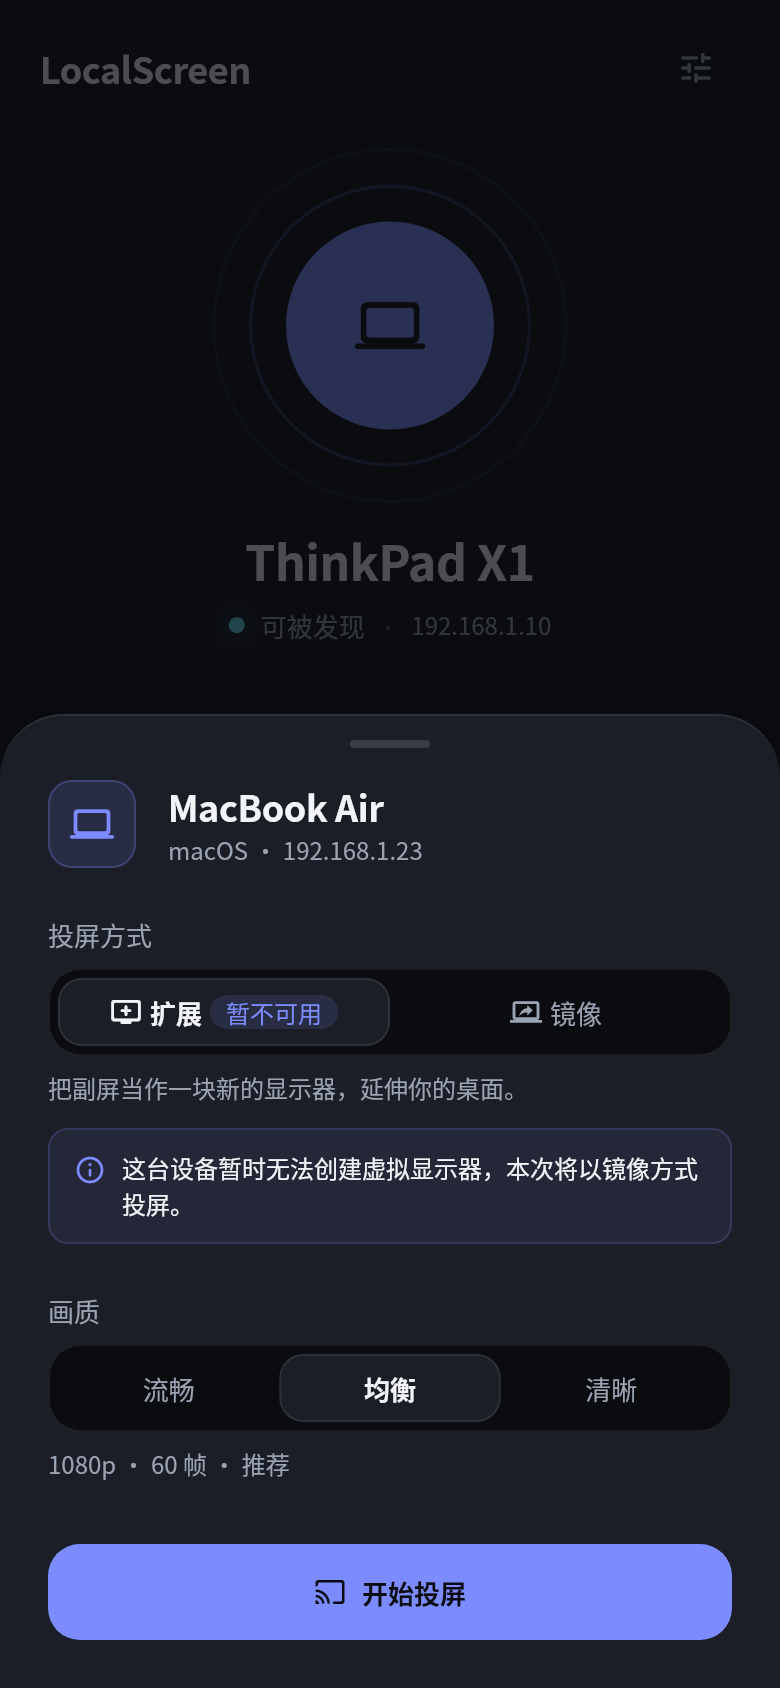 LocalScreen
ThinkPad X1
可被发现 · 192.168.1.10
MacBook Air
macOS • 192.168.1.23
投屏方式
扩展 暂不可用 镜像
把副屏当作一块新的显示器，延伸你的桌面。
这台设备暂时无法创建虚拟显示器，本次将以镜像方式
投屏。
画质
流畅 均衡 清晰
1080p • 60 帧 • 推荐
开始投屏